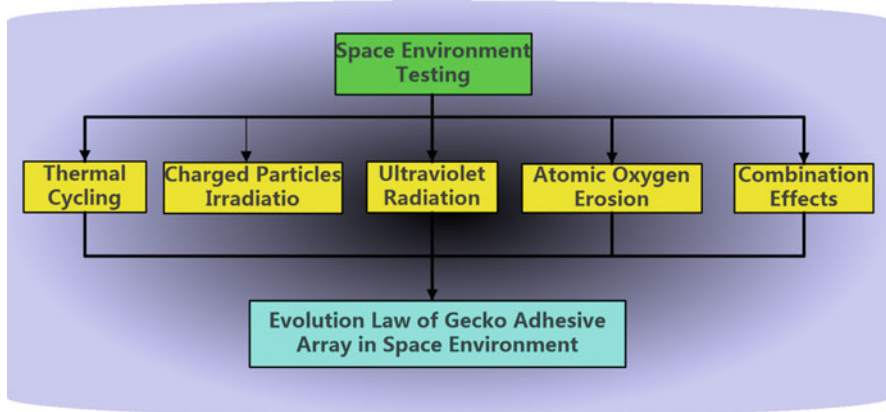 Space Environment
Testing
Thermal
Cycling
Charged Particles
Irradiatio
Ultraviolet
Radiation
Atomic Oxygen
Erosion
Combination
Effects
Evolution Law of Gecko Adhesive
Array in Space Environment